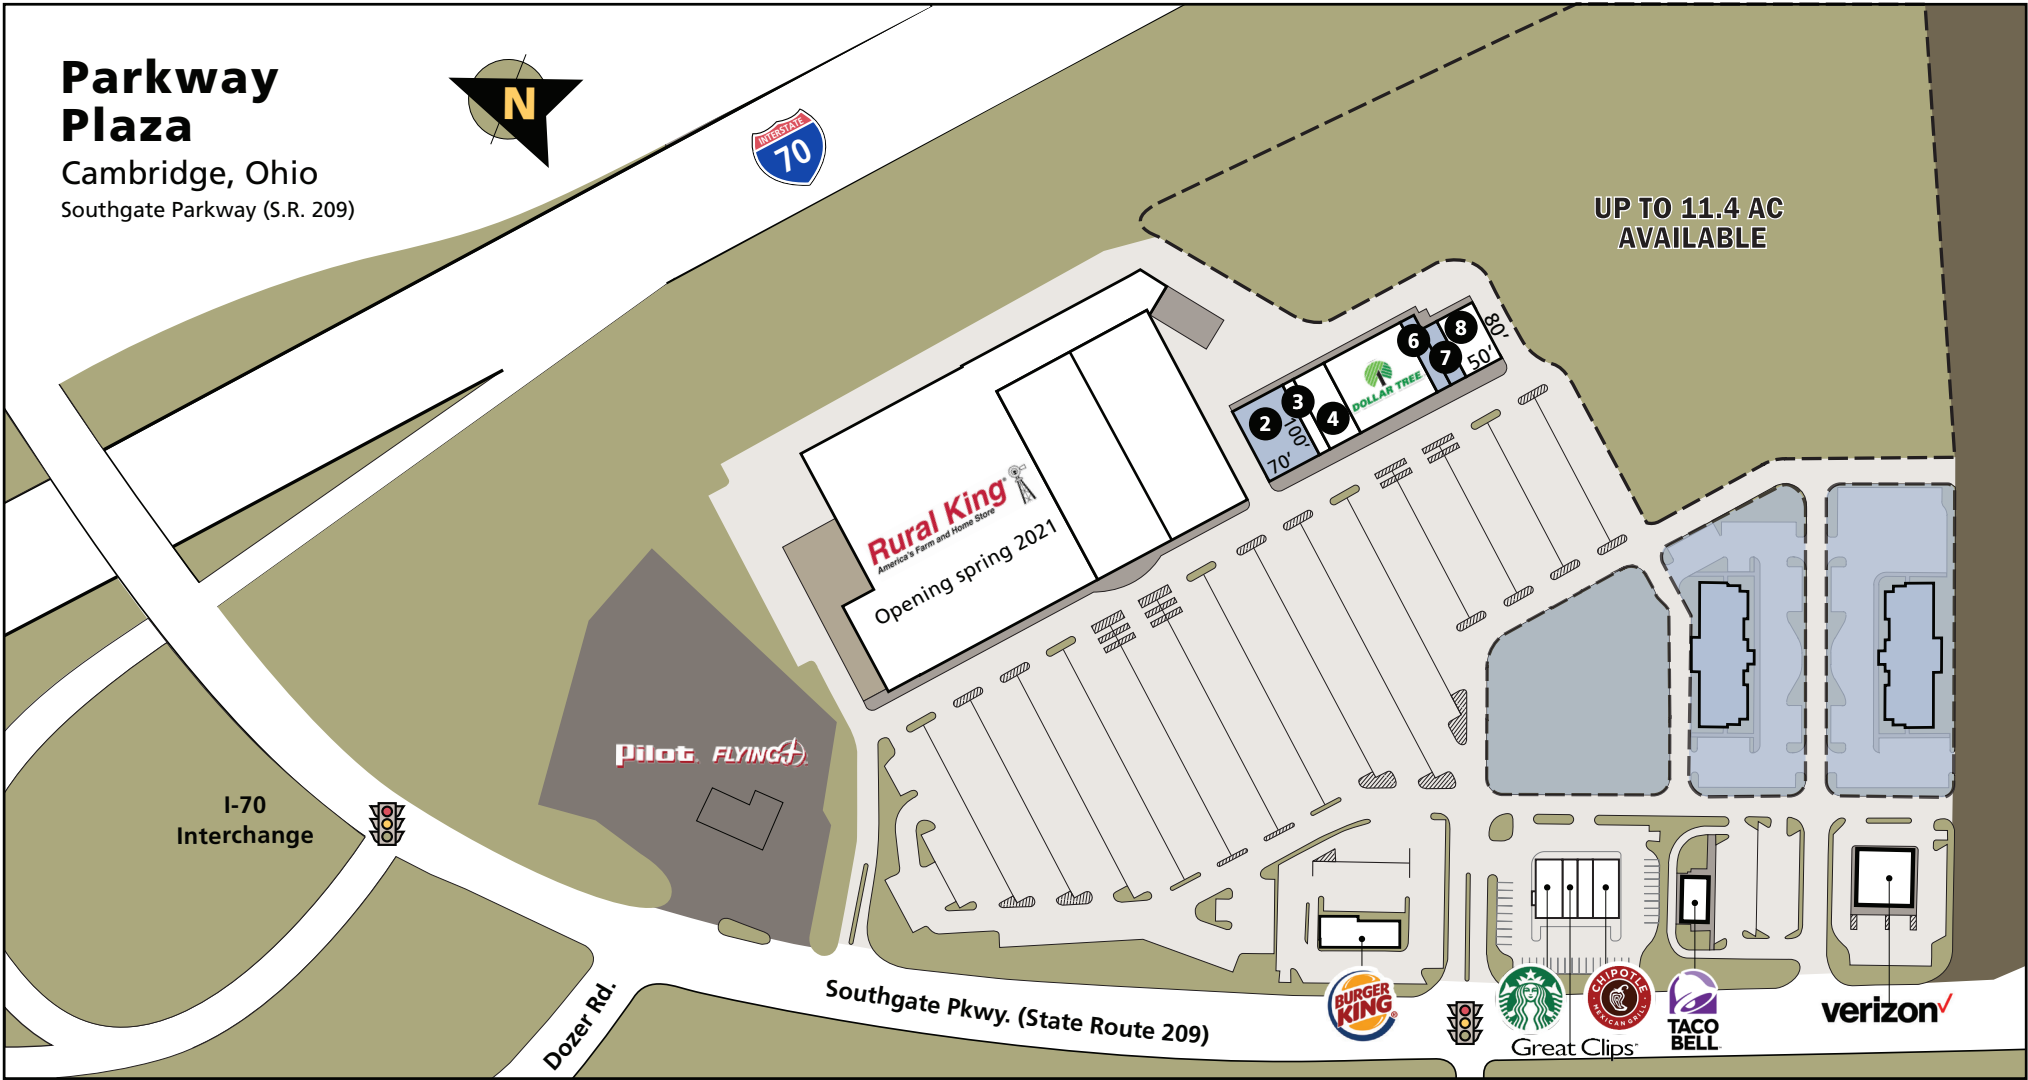 Parkway
Plaza
Cambridge, Ohio
Southgate Parkway (S.R. 209)
N
INTERSTATE
70
UP TO 11.4 AC
AVAILABLE
8
80'
6
7
50'
DOLLAR TREE
3
4
2
100'
70'
Rural King
America's Farm and Home Store
Opening spring 2021
Pilot FLYING J
I-70
Interchange
Dozer Rd.
Southgate Pkwy. (State Route 209)
BURGER
KING
CHIPOTLE
MEXICAN GRILL
Great Clips
TACO
BELL
verizon